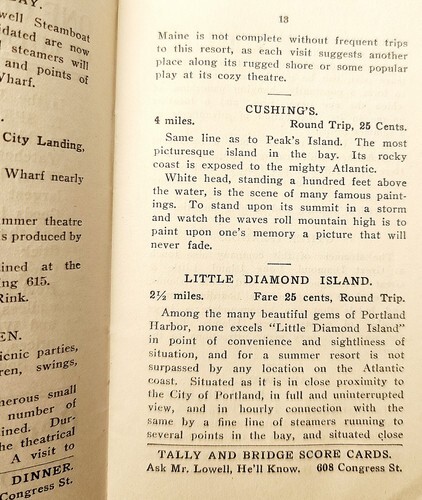 AY.
well Steamboat
dated are now
steamers will
and points of
Wharf.
City Landing,
Wharf nearly
mmer theatre
s produced by
ined at the
ng 615.
Rink.
EN.
icnic parties,
ren, swings,
nerous small
number of
ined. Dur-
he theatrical
A visit to
DINNER.
Congress St.
13
Maine is not complete without frequent trips
to this resort, as each visit suggests another
place along its rugged shore or some popular
play at its cozy theatre.
CUSHING'S.
4 miles. Round Trip, 25 Cents.
Same line as to Peak's Island. The most
picturesque island in the bay. Its rocky
coast is exposed to the mighty Atlantic.
White head, standing a hundred feet above
the water, is the scene of many famous paint-
ings. To stand upon its summit in a storm
and watch the waves roll mountain high is to
paint upon one's memory a picture that will
never fade.
LITTLE DIAMOND ISLAND.
2½ miles. Fare 25 cents, Round Trip.
Among the many beautiful gems of Portland
Harbor, none excels "Little Diamond Island"
in point of convenience and sightliness of
situation, and for a summer resort is not
surpassed by any location on the Atlantic
coast. Situated as it is in close proximity to
the City of Portland, in full and uninterrupted
view, and in hourly connection with the
same by a fine line of steamers running to
several points in the bay, and situated close
TALLY AND BRIDGE SCORE CARDS.
Ask Mr. Lowell, He'll Know. 608 Congress St.